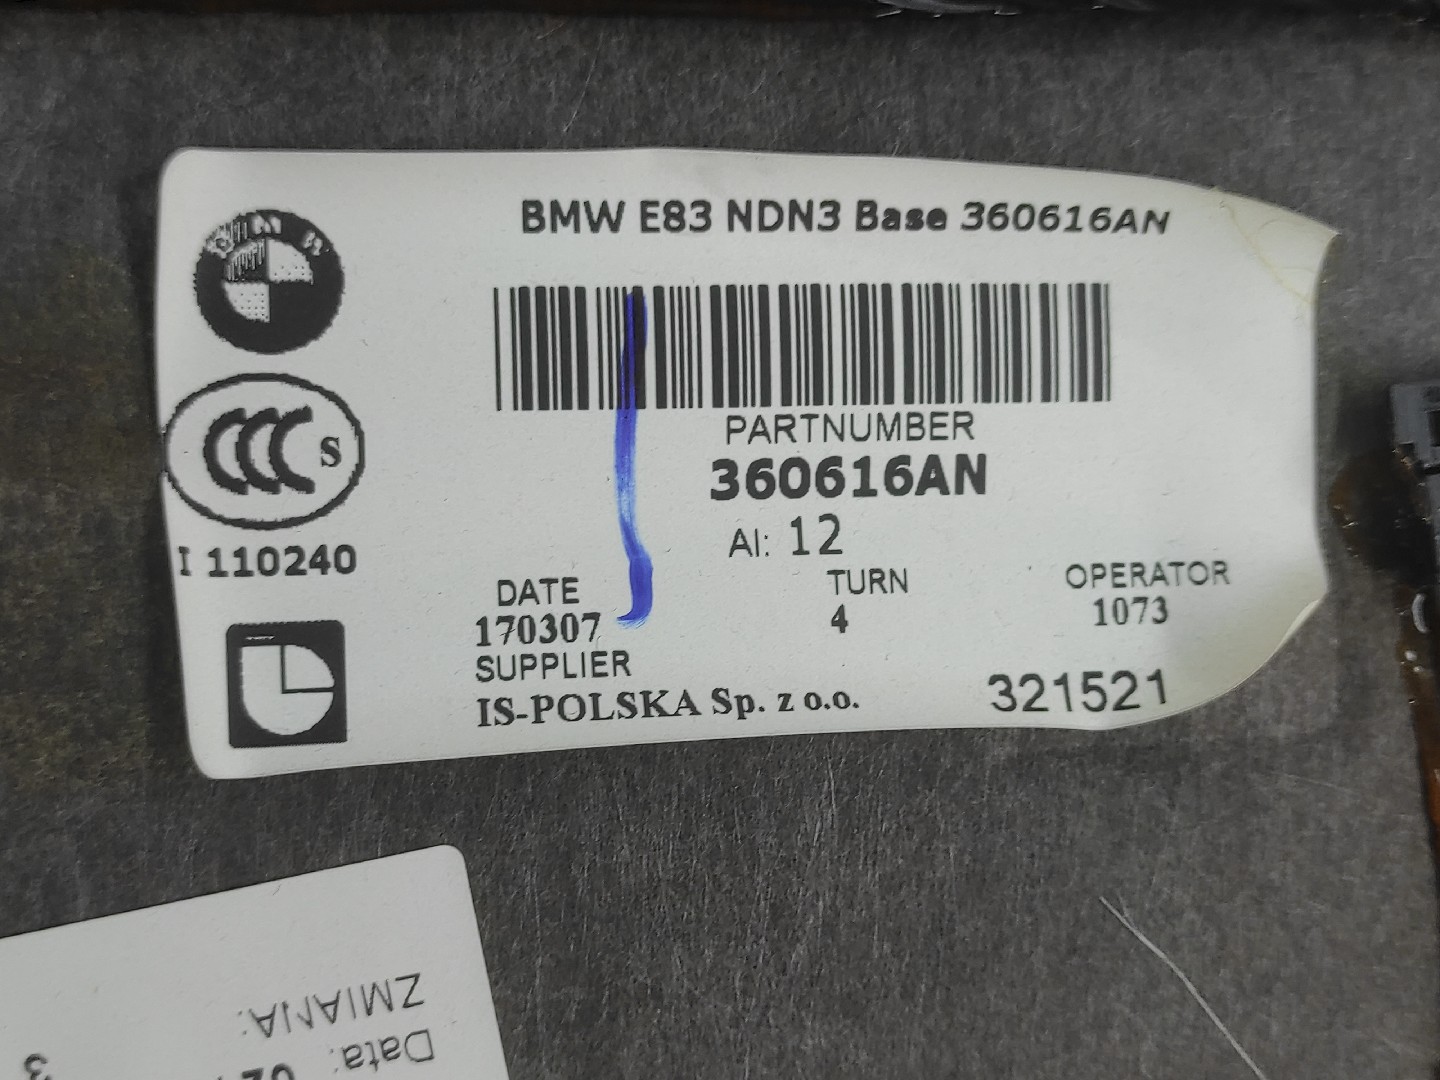 BMW E83 NDN3 Base 360616AN
PARTNUMBER
360616AN
AI: 12
S
I 110240
DATE
170307
TURN
4
OPERATOR
1073
SUPPLIER
IS-POLSKA Sp. z o.o.
321521
ZMIANA:
Data:
3